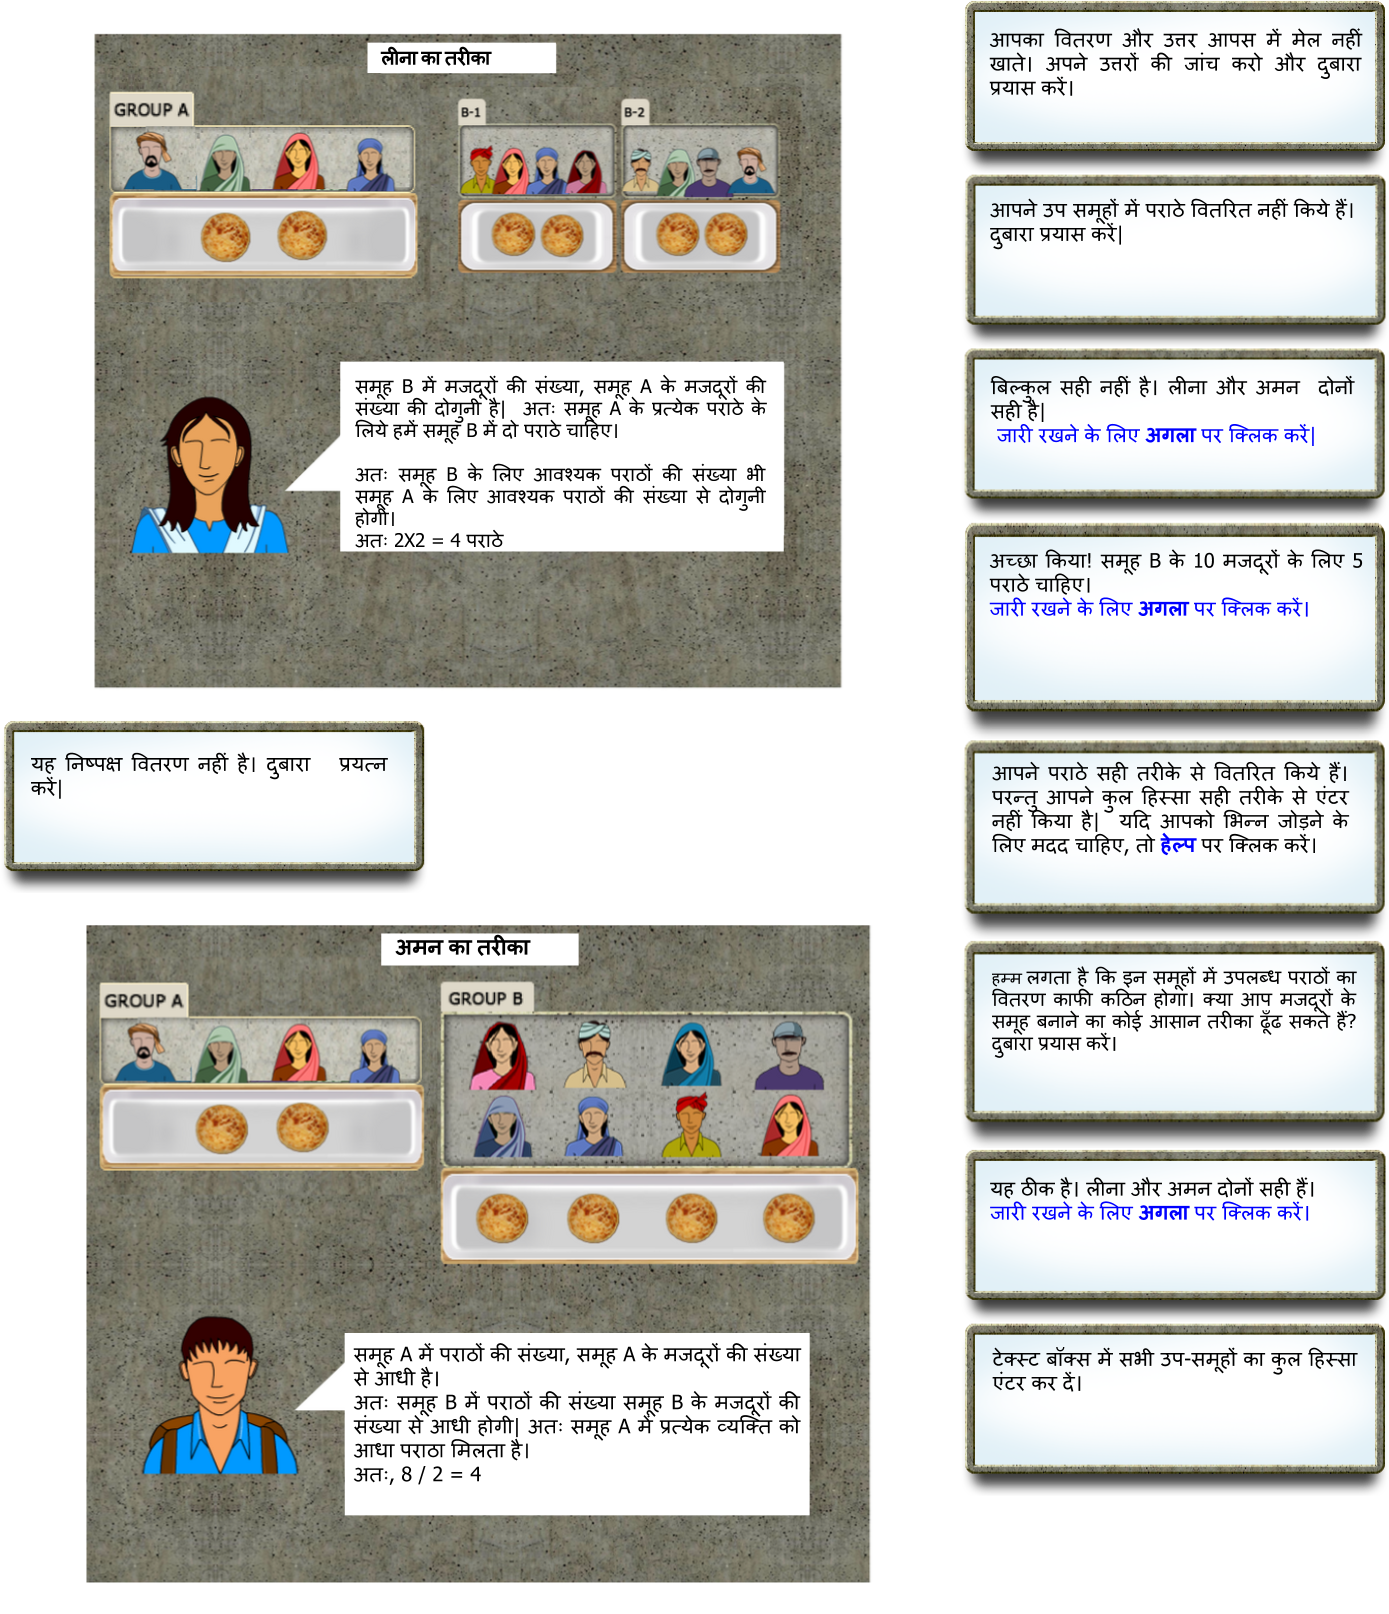 लीना का तरीका
GROUP A
B-1
B-2
समूह B में मजदूरों की संख्या, समूह A के मजदूरों की
संख्या की दोगुनी है| अतः समूह A के प्रत्येक पराठे के
लिये हमें समूह B में दो पराठे चाहिए।
अतः समूह B के लिए आवश्यक पराठों की संख्या भी
समूह A के लिए आवश्यक पराठों की संख्या से दोगुनी
होगी।
अतः 2X2 = 4 पराठे
यह निष्पक्ष वितरण नहीं है। दुबारा प्रयत्न
करें|
अमन का तरीका
GROUP A
GROUP B
समूह A में पराठों की संख्या, समूह A के मजदूरों की संख्या
से आधी है।
अतः समूह B में पराठों की संख्या समूह B के मजदूरों की
संख्या से आधी होगी| अतः समूह A में प्रत्येक व्यक्ति को
आधा पराठा मिलता है।
अतः, 8 / 2 = 4
आपका वितरण और उत्तर आपस में मेल नहीं
खाते। अपने उत्तरों की जांच करो और दुबारा
प्रयास करें।
आपने उप समूहों में पराठे वितरित नहीं किये हैं।
दुबारा प्रयास करें|
बिल्कुल सही नहीं है। लीना और अमन दोनों
सही है|
जारी रखने के लिए अगला पर क्लिक करें|
अच्छा किया! समूह B के 10 मजदूरों के लिए 5
पराठे चाहिए।
जारी रखने के लिए अगला पर क्लिक करें।
आपने पराठे सही तरीके से वितरित किये हैं।
परन्तु आपने कुल हिस्सा सही तरीके से एंटर
नहीं किया है| यदि आपको भिन्न जोड़ने के
लिए मदद चाहिए, तो हेल्प पर क्लिक करें।
हम्म लगता है कि इन समूहों में उपलब्ध पराठों का
वितरण काफी कठिन होगा। क्या आप मजदूरों के
समूह बनाने का कोई आसान तरीका ढूँढ सकते हैं?
दुबारा प्रयास करें।
यह ठीक है। लीना और अमन दोनों सही हैं।
जारी रखने के लिए अगला पर क्लिक करें।
टेक्स्ट बॉक्स में सभी उप-समूहों का कुल हिस्सा
एंटर कर दें।